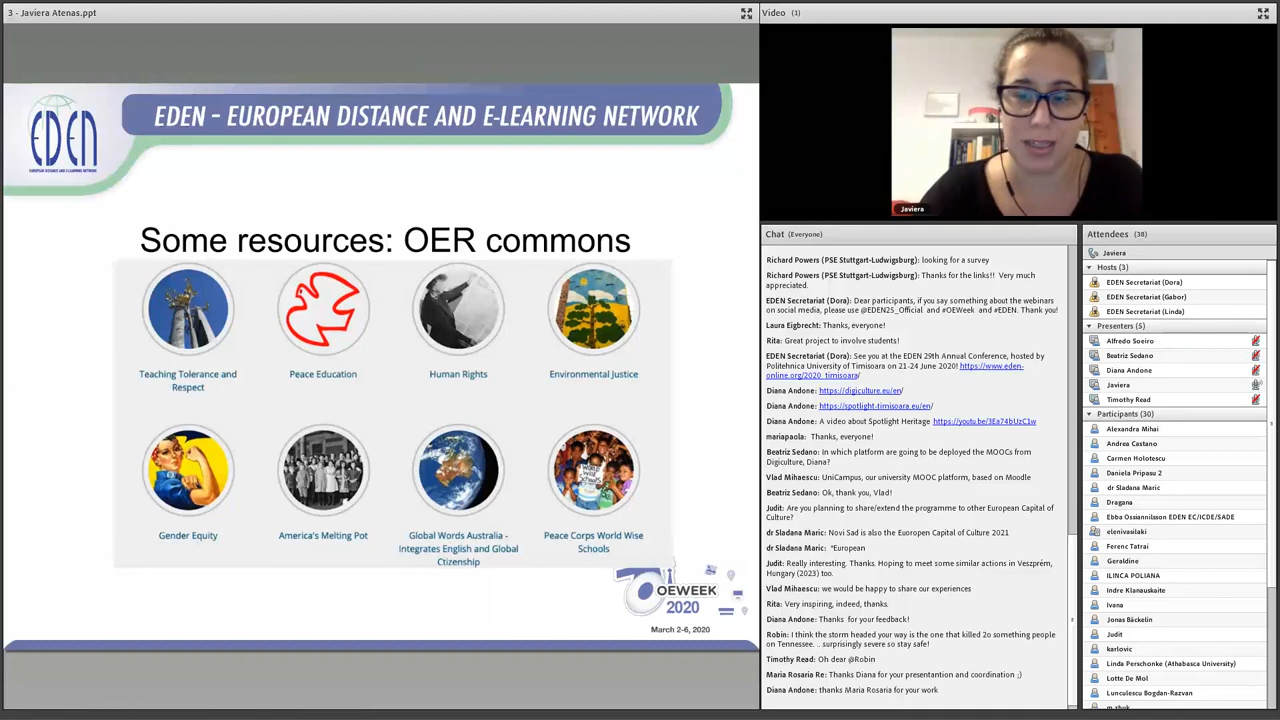 3 - Javiera Atenas.ppt
EDEN
EUROPEAN DISTANCE AND E-LEARNING NETWORK
EDEN - EUROPEAN DISTANCE AND E-LEARNING NETWORK
Some resources: OER commons
Teaching Tolerance and
Respect
Peace Education
Human Rights
Environmental Justice
Gender Equity
America's Melting Pot
Global Words Australia -
Integrates English and Global
Citzenship
Peace Corps World Wise
Schools
OEWEEK
2020
March 2-6, 2020
Video (1)
Javiera
Chat (Everyone)
Richard Powers (PSE Stuttgart-Ludwigsburg): looking for a survey
Richard Powers (PSE Stuttgart-Ludwigsburg): Thanks for the links!! Very much
appreciated.
EDEN Secretariat (Dora): Dear participants, if you say something about the webinars
on social media, please use @EDEN25_Official and #OEWeek and #EDEN. Thank you!
Laura Eigbrecht: Thanks, everyone!
Rita: Great project to involve students!
EDEN Secretariat (Dora): See you at the EDEN 29th Annual Conference, hosted by
Politehnica University of Timisoara on 21-24 June 2020! https://www.eden-
online.org/2020_timisoara/
Diana Andone: https://digiculture.eu/en/
Diana Andone: https://spotlight-timisoara.eu/en/
Diana Andone: A video about Spotlight Heritage https://youtu.be/3Ea74bUzC1w
mariapaola: Thanks, everyone!
Beatriz Sedano: In which platform are going to be deployed the MOOCs from
Digiculture, Diana?
Vlad Mihaescu: UniCampus, our university MOOC platform, based on Moodle
Beatriz Sedano: Ok, thank you, Vlad!
Judit: Are you planning to share/extend the programme to other European Capital of
Culture?
dr Sladana Maric: Novi Sad is also the Euoropen Capital of Culture 2021
dr Sladana Maric: *European
Judit: Really interesting. Thanks. Hoping to meet some similar actions in Veszprém,
Hungary (2023) too.
Vlad Mihaescu: we would be happy to share our experiences
Rita: Very inspiring, indeed, thanks.
Diana Andone: Thanks for your feedback!
Robin: I think the storm headed your way is the one that killed 2o something people
on Tennessee. .. surprisingly severe so stay safe!
Timothy Read: Oh dear @Robin
Maria Rosaria Re: Thanks Diana for your presentantion and coordination ;)
Diana Andone: thanks Maria Rosaria for your work
Attendees (38)
Javiera
Hosts (3)
EDEN Secretariat (Dora)
EDEN Secretariat (Gabor)
EDEN Secretariat (Linda)
Presenters (5)
Alfredo Soeiro
Beatriz Sedano
Diana Andone
Javiera
Timothy Read
Participants (30)
Alexandra Mihai
Andrea Castano
Carmen Holotescu
Daniela Pripasu 2
dr Sladana Maric
Dragana
Ebba Ossiannilsson EDEN EC/ICDE/SADE
elenivasilaki
Ferenc Tatrai
Geraldine
ILINCA POLIANA
Indre Klanauskaite
Ivana
Jonas Bäckelin
Judit
karlovic
Linda Perschonke (Athabasca University)
Lotte De Mol
Lunculescu Bogdan-Razvan